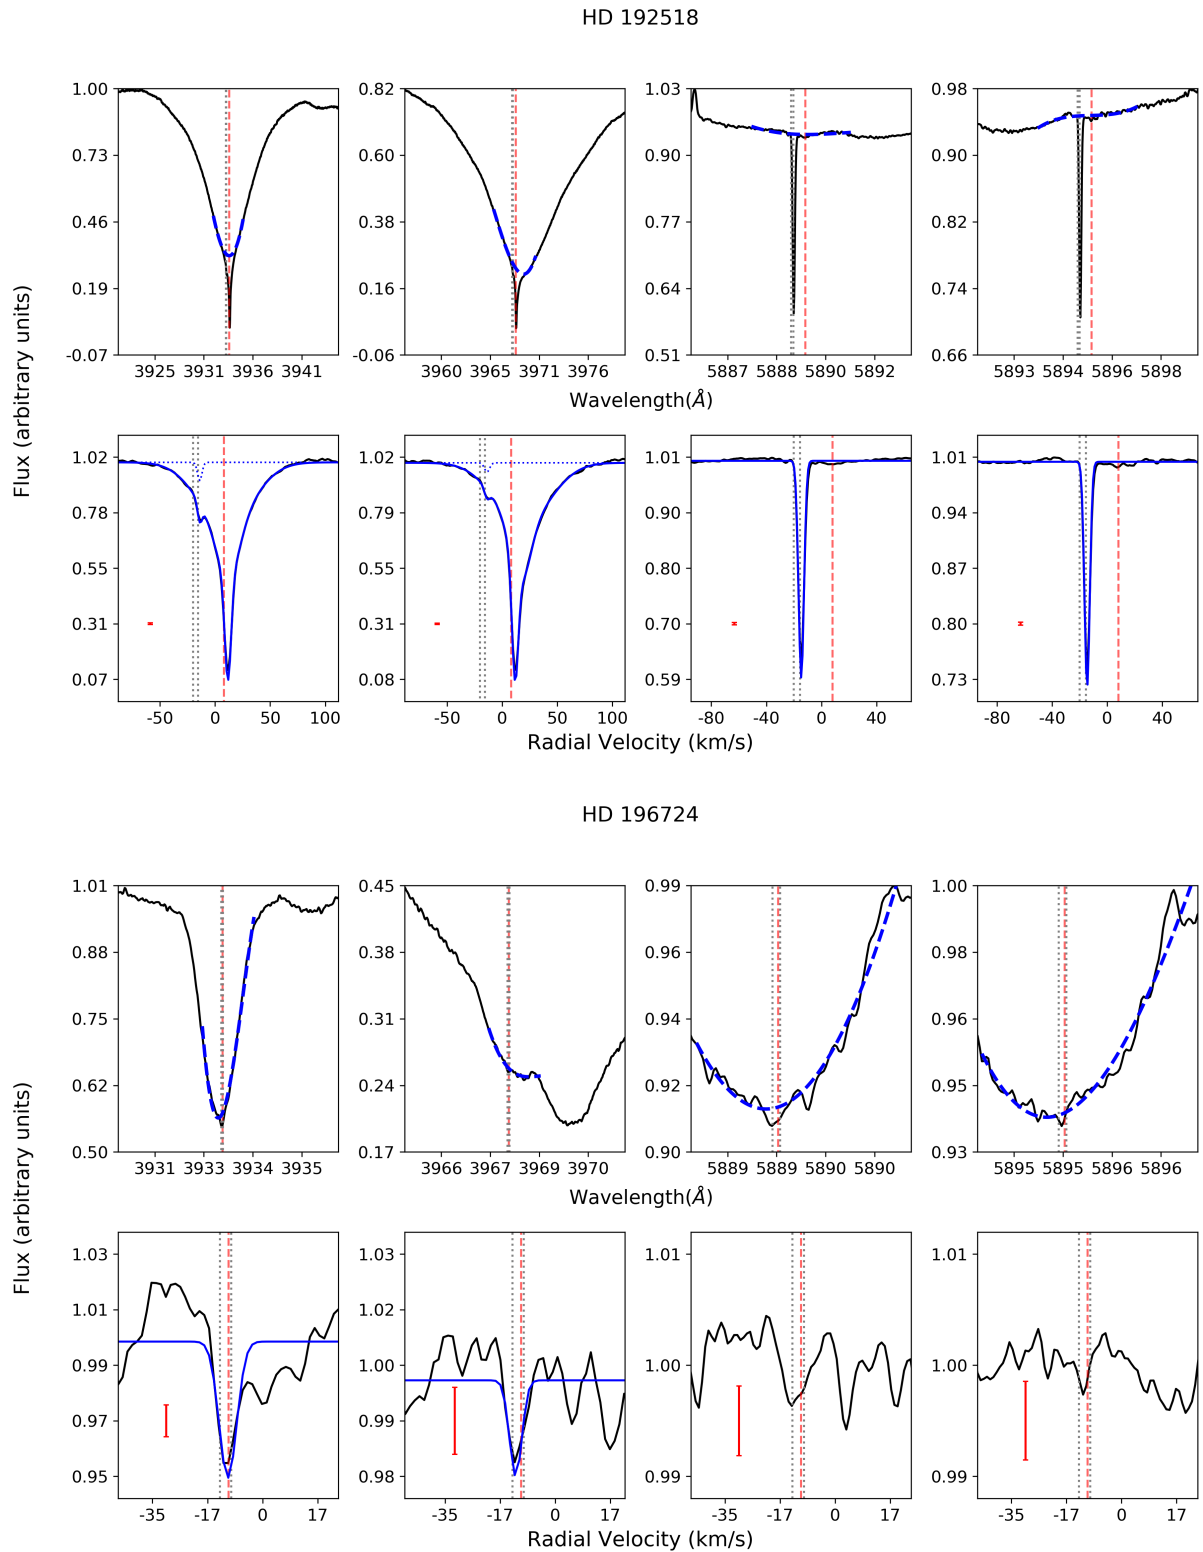 HD 192518
1.00 0.82 1.03 0.98
0.73 0.60 0.90 0.90
0.46 0.38 0.77 0.82
0.19 0.16 0.64 0.74
-0.07 -0.06 0.51 0.66
3925 3931 3936 3941 3960 3965 3971 3976 5887 5888 5890 5892 5893 5894 5896 5898
Wavelength(Å)
Flux (arbitrary units)
1.02 1.02 1.01 1.01
0.78 0.79 0.90 0.94
0.55 0.55 0.80 0.87
0.31 0.31 0.70 0.80
0.07 0.08 0.59 0.73
-50 0 50 100 -50 0 50 100 -80 -40 0 40 -80 -40 0 40
Radial Velocity (km/s)
HD 196724
1.01 0.45 0.99 1.00
0.88 0.38 0.96 0.98
0.75 0.31 0.94 0.96
0.62 0.24 0.92 0.95
0.50 0.17 0.90 0.93
3931 3933 3934 3935 3966 3967 3969 3970 5889 5889 5890 5890 5895 5895 5896 5896
Wavelength(Å)
Flux (arbitrary units)
1.03 1.03 1.01 1.01
1.01 1.02
0.99 1.00 1.00 1.00
0.97 0.99
0.95 0.98 0.99 0.99
-35 -17 0 17 -35 -17 0 17 -35 -17 0 17 -35 -17 0 17
Radial Velocity (km/s)